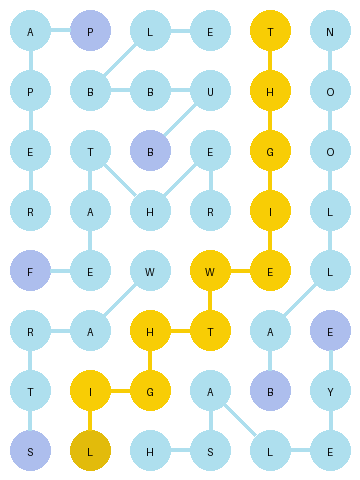 A P L E T N
P B B U H O
E T B E G O
R A H R I L
F E W W E L
R A H T A E
T I G A B Y
S L H S L E